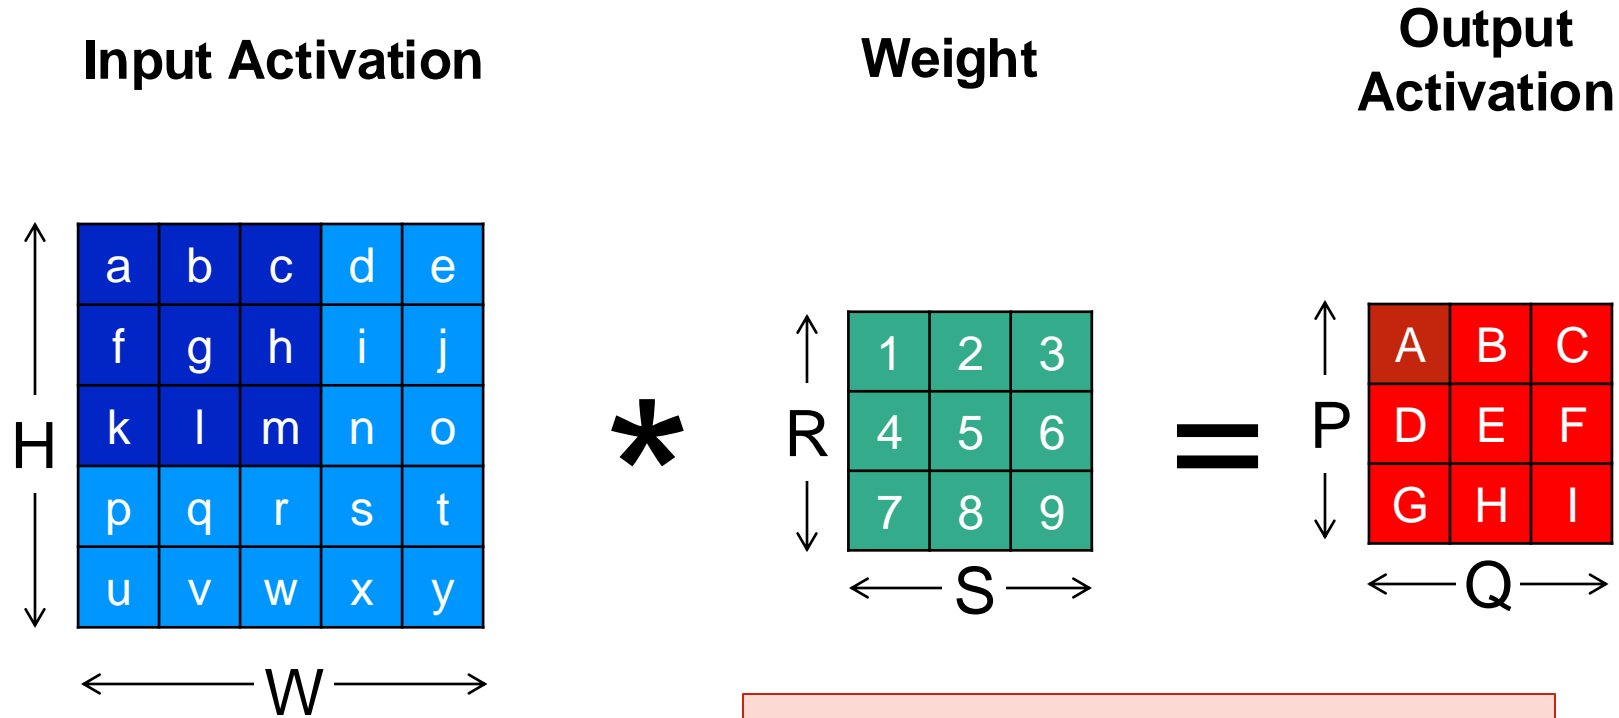 Input Activation
Weight
Output
Activation
H
a b c d e
f g h i j
k l m n o
p q r s t
u v w x y
W
*
R
1 2 3
4 5 6
7 8 9
S
=
P
A B C
D E F
G H I
Q